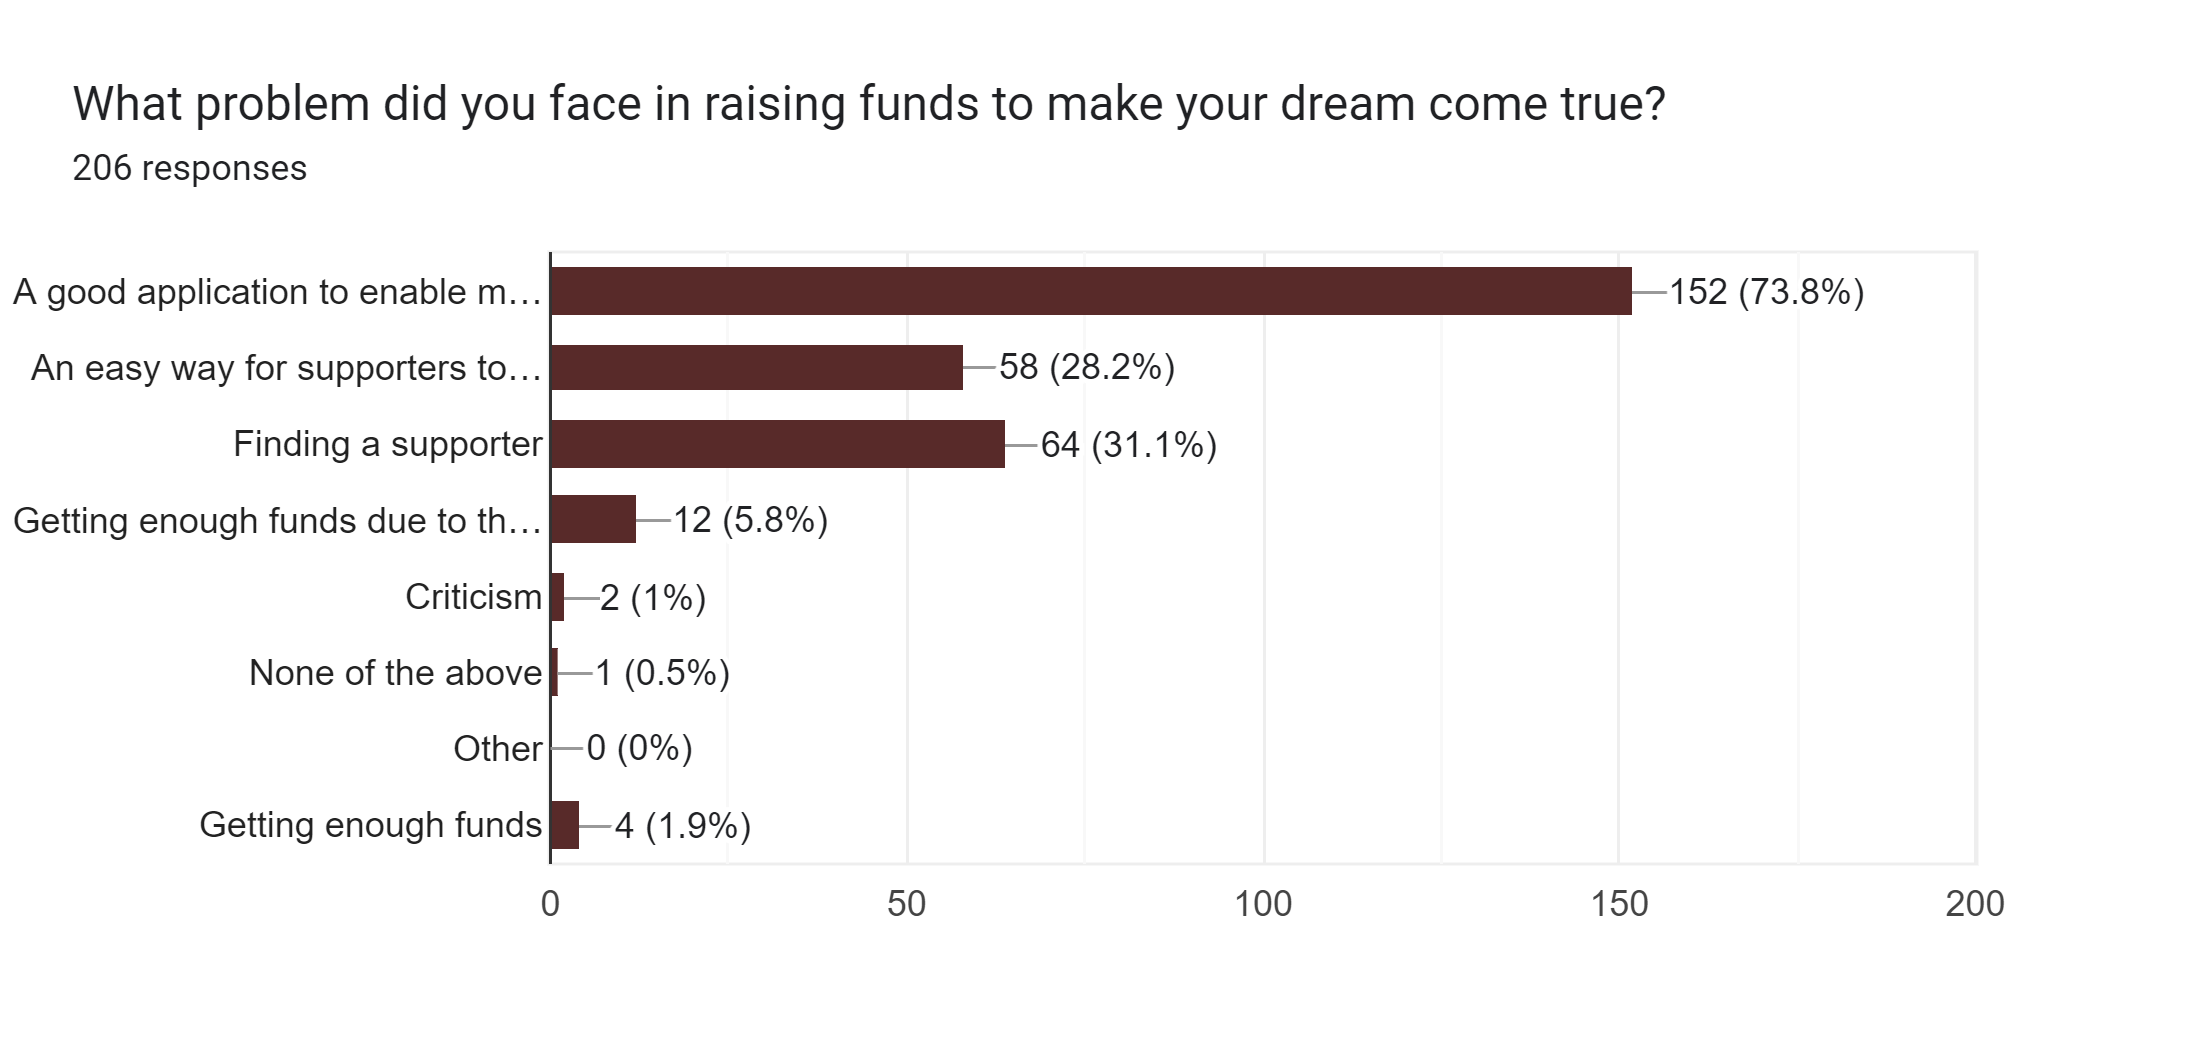 What problem did you face in raising funds to make your dream come true?
206 responses
A good application to enable m…
152 (73.8%)
An easy way for supporters to…
58 (28.2%)
Finding a supporter
64 (31.1%)
Getting enough funds due to th…
12 (5.8%)
Criticism
2 (1%)
None of the above
1 (0.5%)
Other
0 (0%)
Getting enough funds
4 (1.9%)
0 50 100 150 200